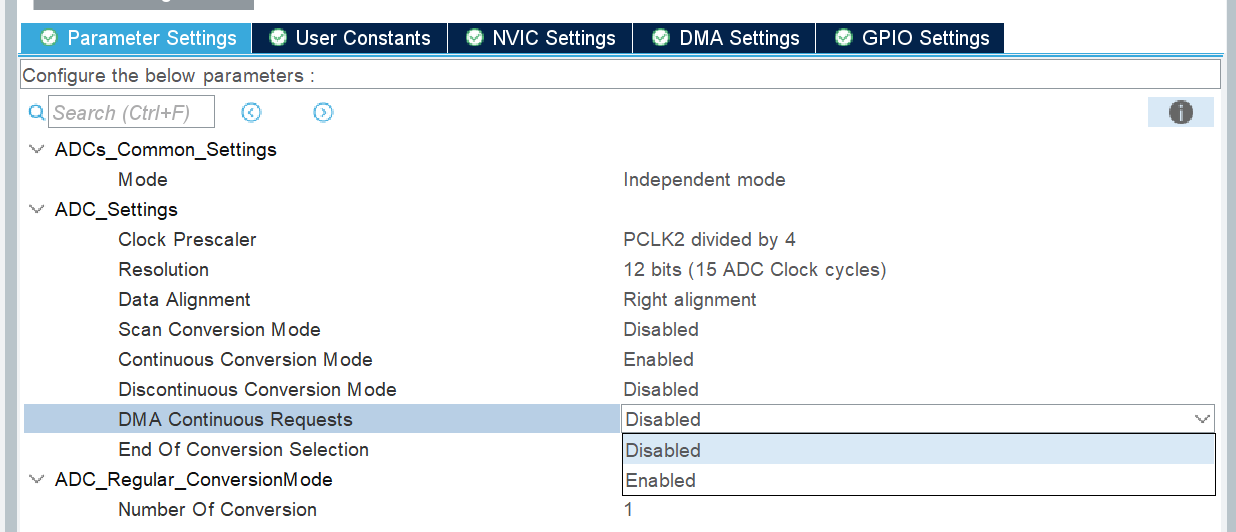 Parameter Settings User Constants NVIC Settings DMA Settings GPIO Settings
Configure the below parameters :
Search (Ctrl+F)
ADCs_Common_Settings
Mode Independent mode
ADC_Settings
Clock Prescaler PCLK2 divided by 4
Resolution 12 bits (15 ADC Clock cycles)
Data Alignment Right alignment
Scan Conversion Mode Disabled
Continuous Conversion Mode Enabled
Discontinuous Conversion Mode Disabled
DMA Continuous Requests Disabled
End Of Conversion Selection Disabled
ADC_Regular_ConversionMode Enabled
Number Of Conversion 1